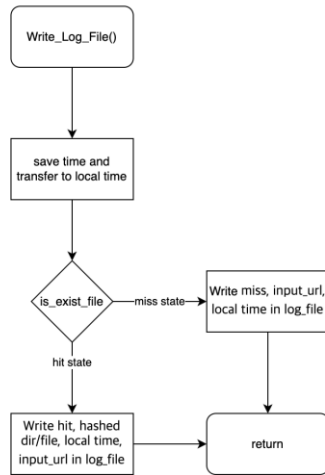 Write_Log_File()
save time and
transfer to local time
is_exist_file
miss state
Write miss, input_url,
local time in log_file
hit state
Write hit, hashed
dir/file, local time,
input_url in log_file
return